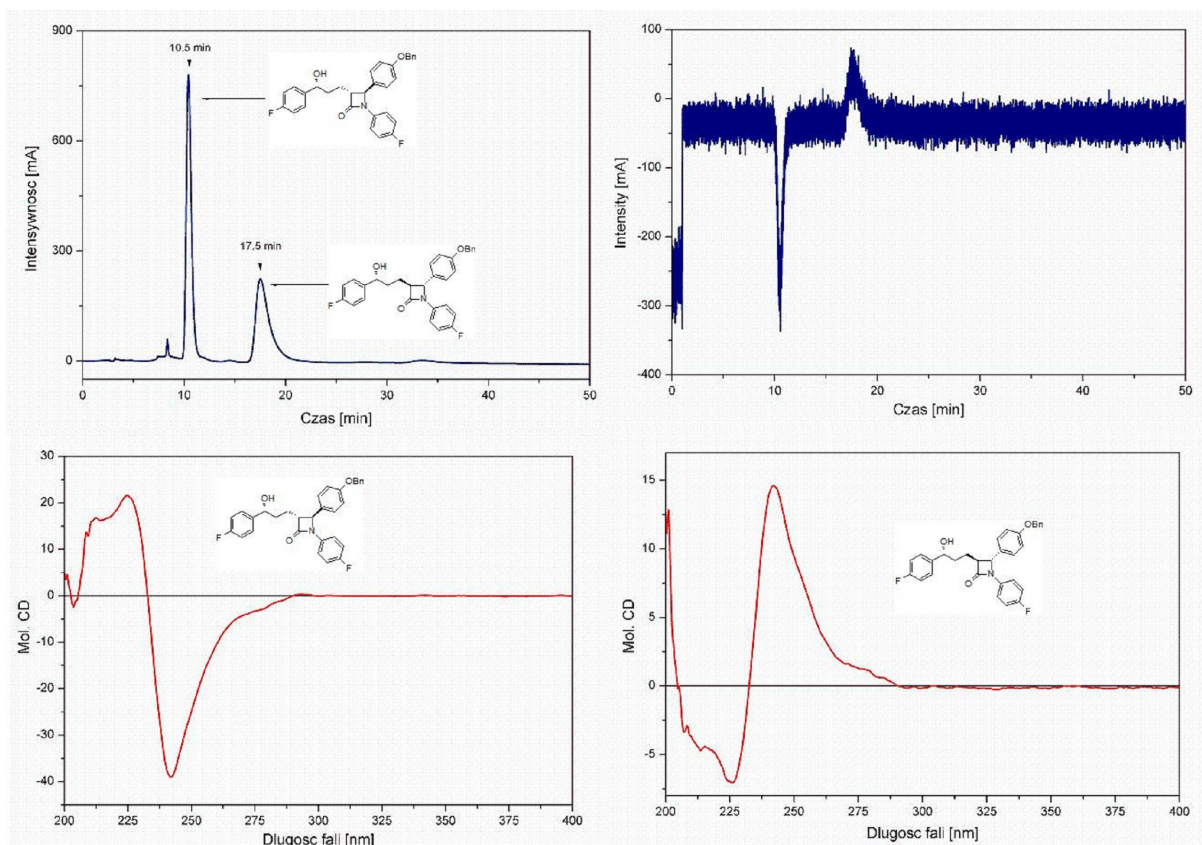 900
600
300
0
Intensywnosc [mA]
10.5 min
OH
OBn
F
O
N
F
17,5 min
OH
OBn
F
O
N
F
0
10
20
30
40
50
Czas [min]
100
0
-100
-200
-300
-400
Intensity [mA]
0
10
20
30
40
50
Czas [min]
30
20
10
0
-10
-20
-30
-40
Mol. CD
OH
OBn
F
O
N
F
200
225
250
275
300
325
350
375
400
Dlugosc fali [nm]
15
10
5
0
-5
Mol. CD
OH
OBn
F
O
N
F
200
225
250
275
300
325
350
375
400
Dlugosc fali [nm]